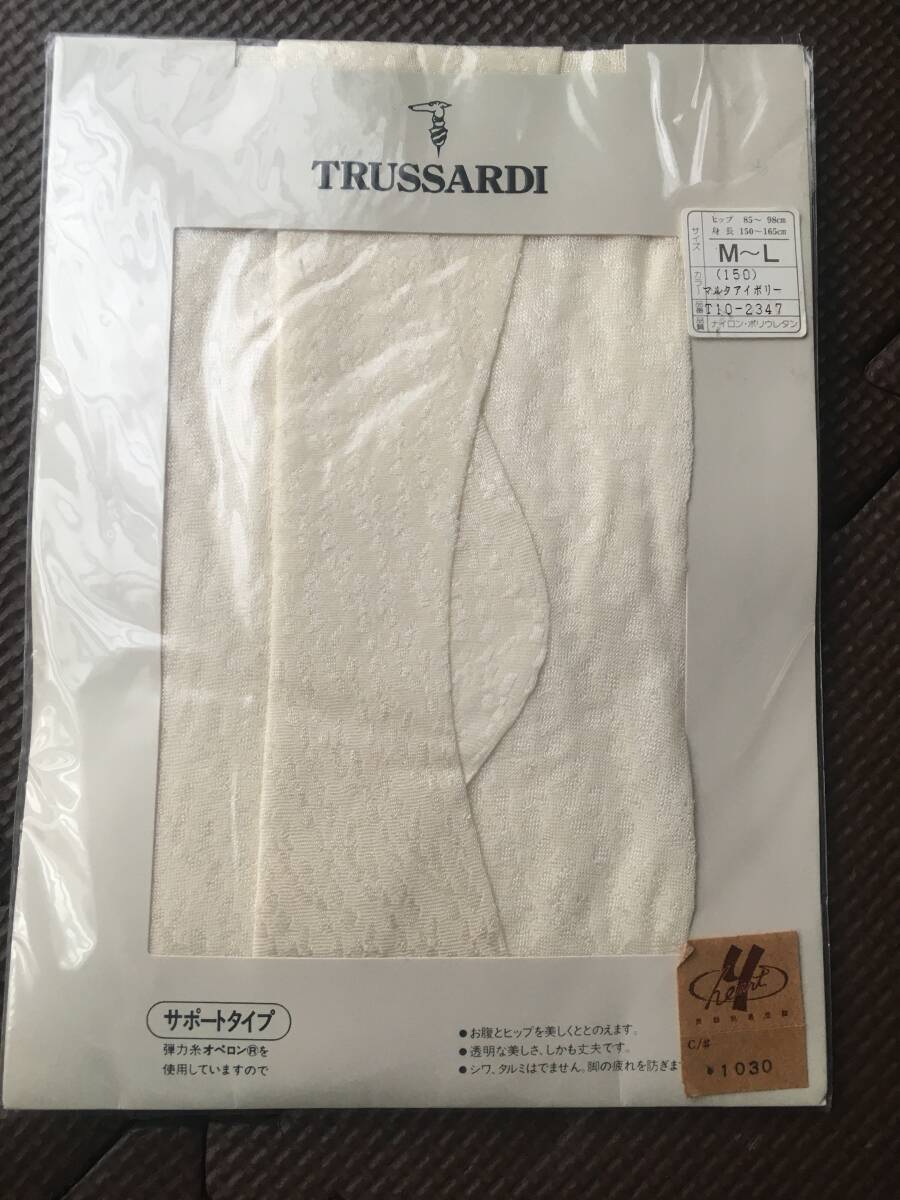 TRUSSARDI
サイズ
ヒップ 85〜98cm
身長 150〜165cm
M〜L
カラー
(150)
マルタアイボリー
品番
T10-2347
品質
ナイロン・ポリウレタン
サポートタイプ
弾力糸オペロン®を
使用していますので
●お腹とヒップを美しくととのえます。
●透明な美しさ、しかも丈夫です。
●シワ、タルミはでません。脚の疲れを防ぎま
H
heart
C/#
¥1030